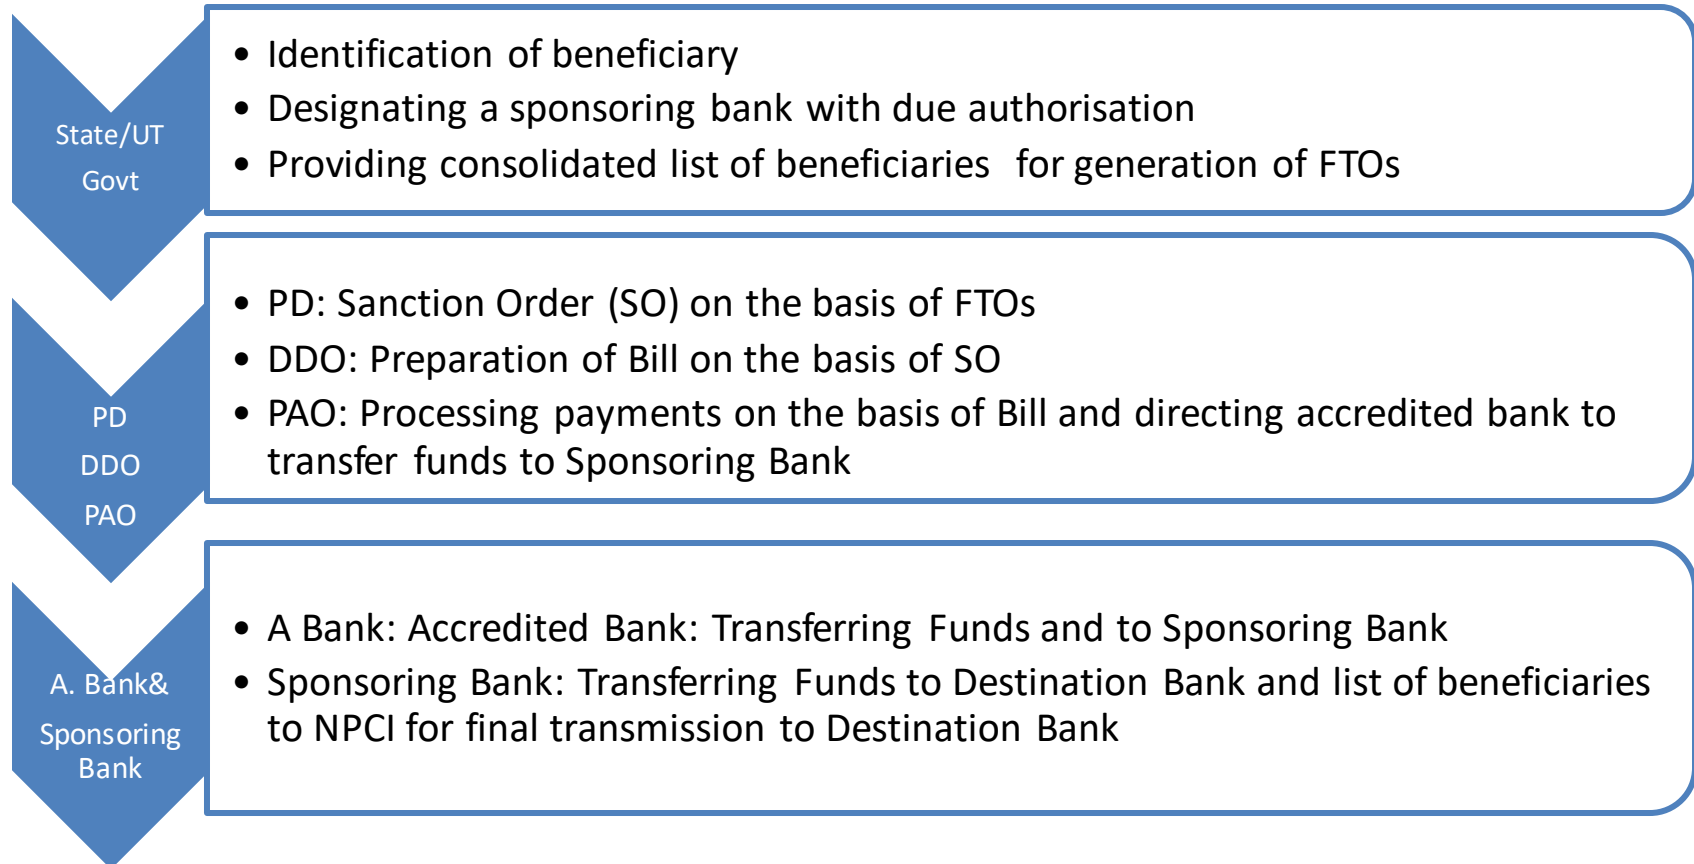 State/UT
Govt
• Identification of beneficiary
• Designating a sponsoring bank with due authorisation
• Providing consolidated list of beneficiaries for generation of FTOs
PD
DDO
PAO
• PD: Sanction Order (SO) on the basis of FTOs
• DDO: Preparation of Bill on the basis of SO
• PAO: Processing payments on the basis of Bill and directing accredited bank to
transfer funds to Sponsoring Bank
A. Bank&
Sponsoring
Bank
• A Bank: Accredited Bank: Transferring Funds and to Sponsoring Bank
• Sponsoring Bank: Transferring Funds to Destination Bank and list of beneficiaries
to NPCI for final transmission to Destination Bank